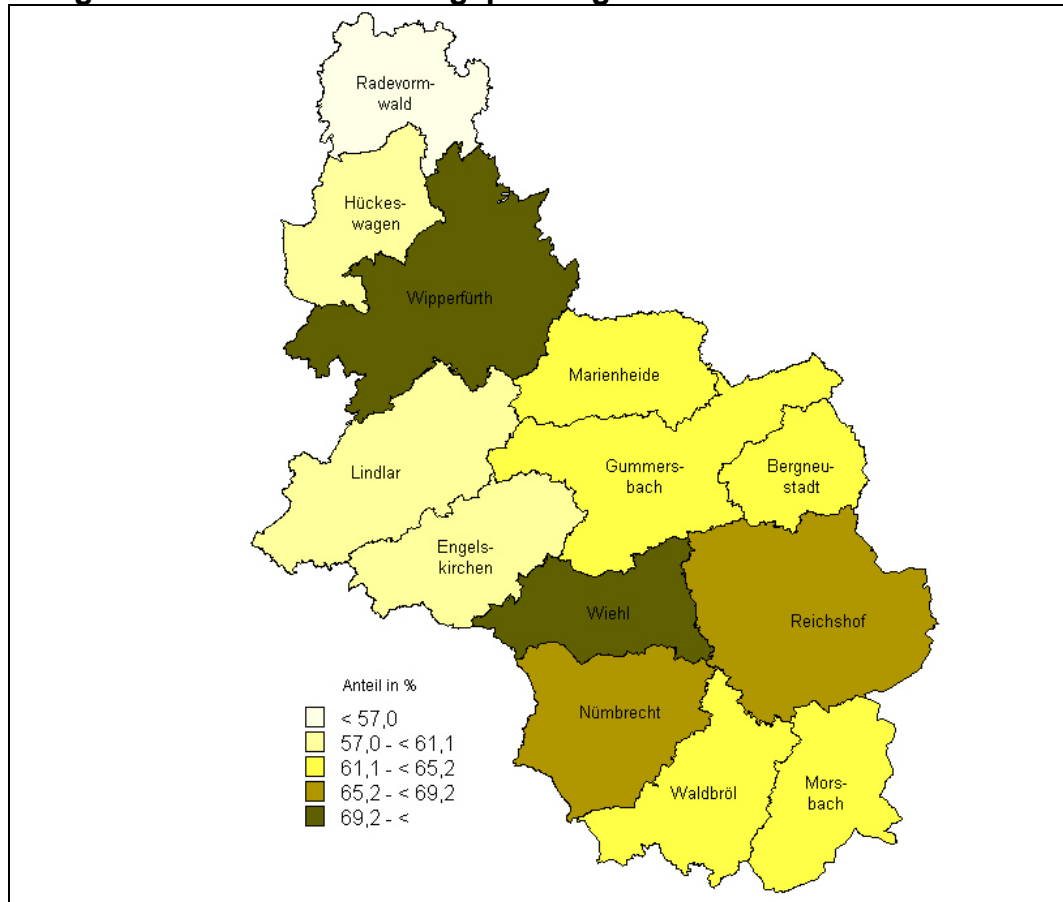 Radevorm-
wald
Hückes-
wagen
Wipperfürth
Marienheide
Lindlar
Gummers-
bach
Bergneu-
stadt
Engels-
kirchen
Wiehl
Reichshof
Nümbrecht
Waldbröl
Mors-
bach
Anteil in %
< 57,0
57,0 - < 61,1
61,1 - < 65,2
65,2 - < 69,2
69,2 - <